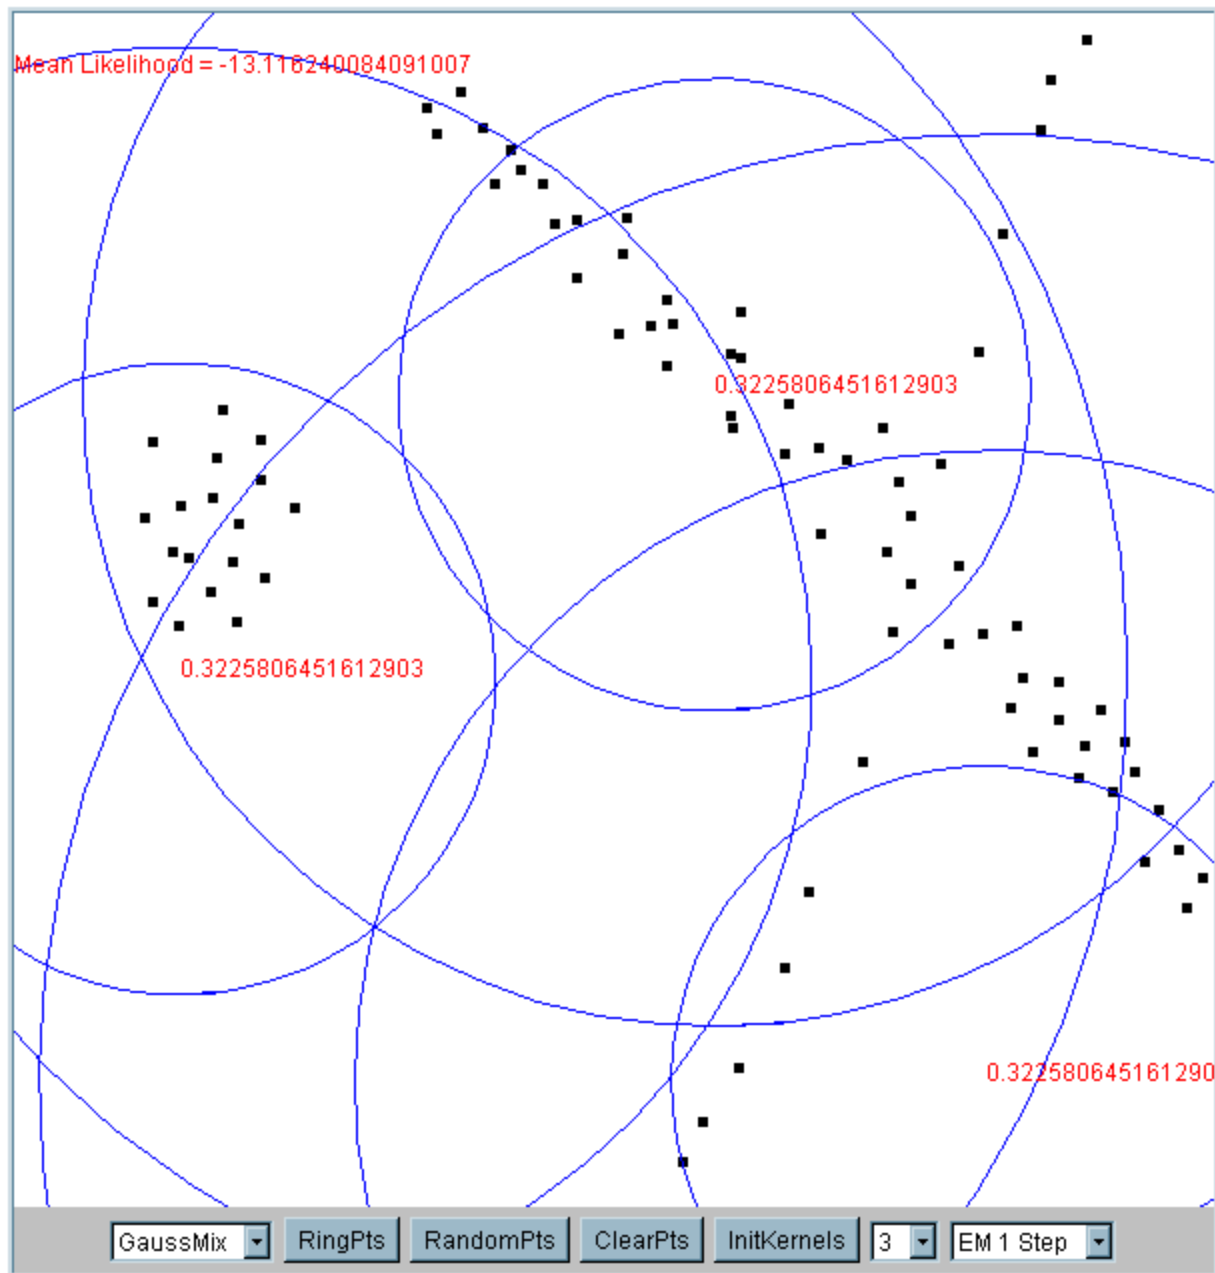 Mean Likelihood = -13.116240084091007
0.3225806451612903
0.3225806451612903
0.322580645161290
GaussMix RingPts RandomPts ClearPts InitKernels 3 EM 1 Step